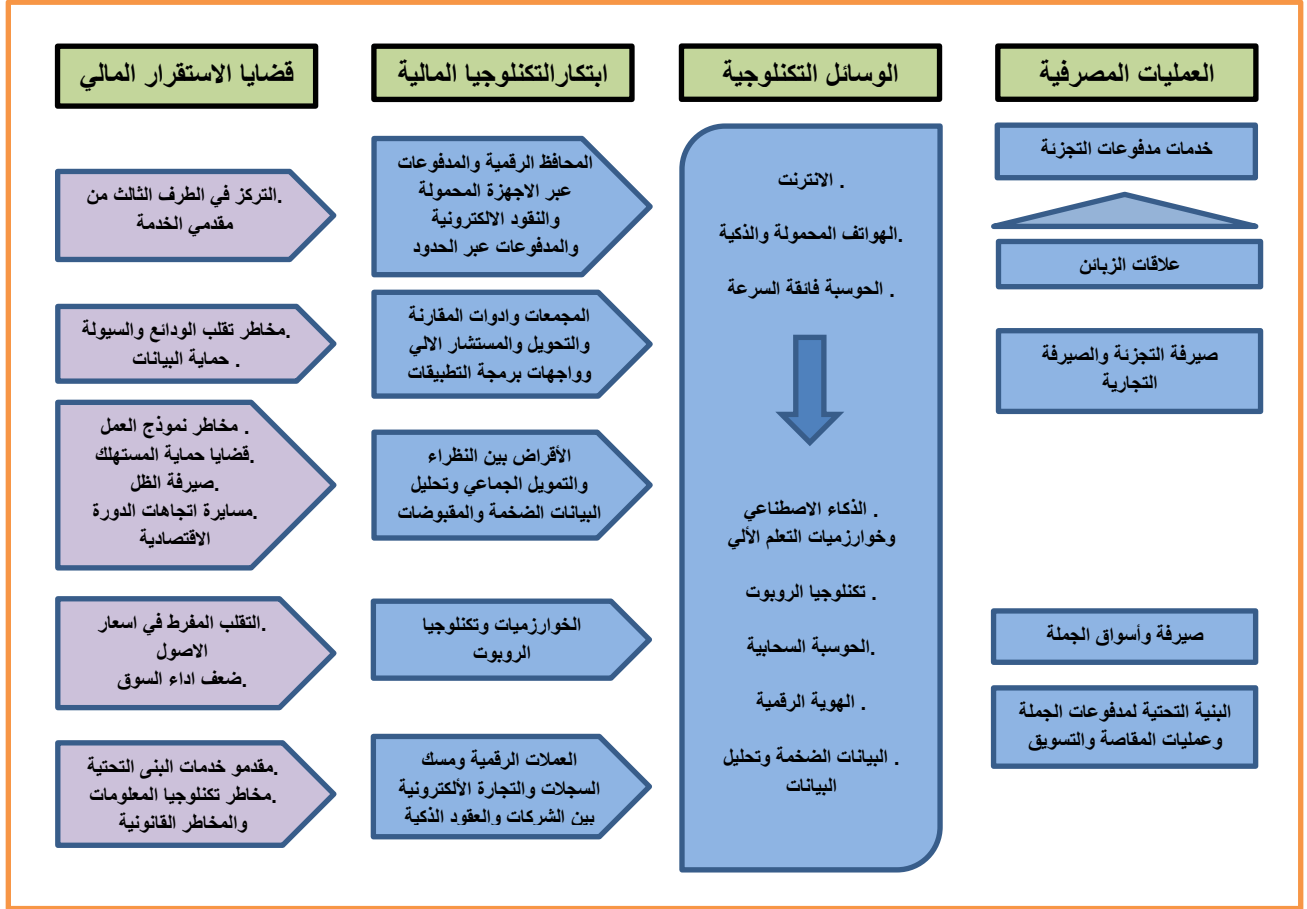 العمليات المصرفية
الوسائل التكنلوجية
ابتكارالتكنلوجيا المالية
قضايا الاستقرار المالي
خدمات مدفوعات التجزئة
علاقات الزبائن
صيرفة التجزئة والصيرفة
التجارية
صيرفة وأسواق الجملة
البنية التحتية لمدفوعات الجملة
وعمليات المقاصة والتسويق
. الانترنت
.الهواتف المحمولة والذكية
. الحوسبة فائقة السرعة
. الذكاء الاصطناعي
وخوارزميات التعلم الألي
. تكنلوجيا الروبوت
.الحوسبة السحابية
. الهوية الرقمية
. البيانات الضخمة وتحليل
البيانات
المحافظ الرقمية والمدفوعات
عبر الاجهزة المحمولة
والنقود الالكترونية
والمدفوعات عبر الحدود
المجمعات وادوات المقارنة
والتحويل والمستشار الالي
وواجهات برمجة التطبيقات
الأقراض بين النظراء
والتمويل الجماعي وتحليل
البيانات الضخمة والمقبوضات
الخوارزميات وتكنلوجيا
الروبوت
العملات الرقمية ومسك
السجلات والتجارة الألكترونية
بين الشركات والعقود الذكية
.التركز في الطرف الثالث من
مقدمي الخدمة
.مخاطر تقلب الودائع والسيولة
. حماية البيانات
. مخاطر نموذج العمل
.قضايا حماية المستهلك
.صيرفة الظل
.مسايرة اتجاهات الدورة
الاقتصادية
.التقلب المفرط في اسعار
الاصول
.ضعف اداء السوق
.مقدمو خدمات البنى التحتية
.مخاطر تكنلوجيا المعلومات
والمخاطر القانونية